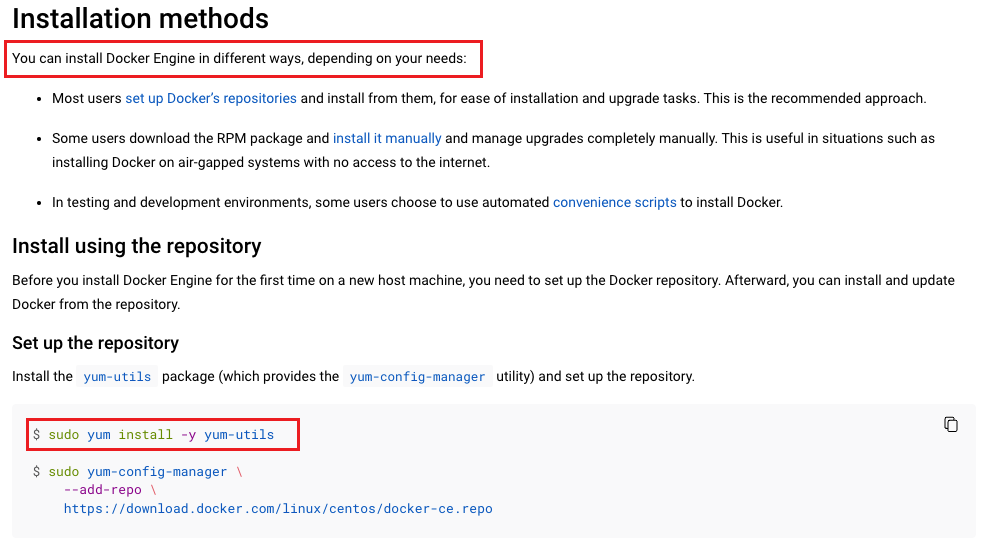 Installation methods
You can install Docker Engine in different ways, depending on your needs:
• Most users set up Docker's repositories and install from them, for ease of installation and upgrade tasks. This is the recommended approach.
• Some users download the RPM package and install it manually and manage upgrades completely manually. This is useful in situations such as
installing Docker on air-gapped systems with no access to the internet.
• In testing and development environments, some users choose to use automated convenience scripts to install Docker.
Install using the repository
Before you install Docker Engine for the first time on a new host machine, you need to set up the Docker repository. Afterward, you can install and update
Docker from the repository.
Set up the repository
Install the yum-utils package (which provides the yum-config-manager utility) and set up the repository.
$ sudo yum install -y yum-utils
$ sudo yum-config-manager \
--add-repo \
https://download.docker.com/linux/centos/docker-ce.repo